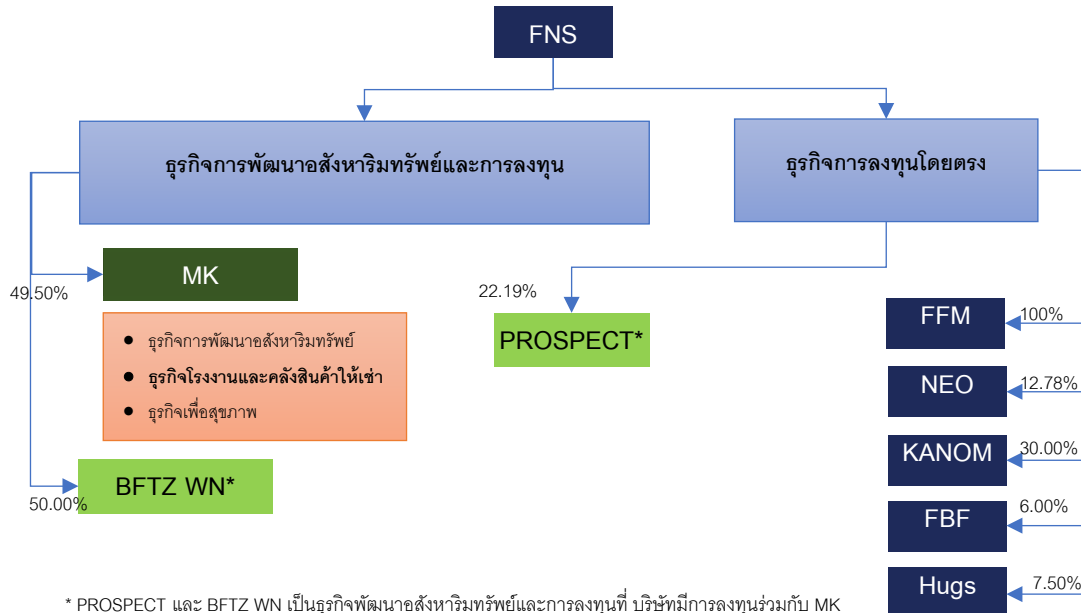 FNS
ธุรกิจการพัฒนาอสังหาริมทรัพย์และการลงทุน
ธุรกิจการลงทุนโดยตรง
MK
49.50%
• ธุรกิจการพัฒนาอสังหาริมทรัพย์
• ธุรกิจโรงงานและคลังสินค้าให้เช่า
• ธุรกิจเพื่อสุขภาพ
BFTZ WN*
50.00%
22.19%
PROSPECT*
FFM
100%
NEO
12.78%
KANOM
30.00%
FBF
6.00%
Hugs
7.50%
* PROSPECT และ BFTZ WN เป็นธุรกิจพัฒนาอสังหาริมทรัพย์และการลงทุนที่ บริษัทมีการลงทุนร่วมกับ MK